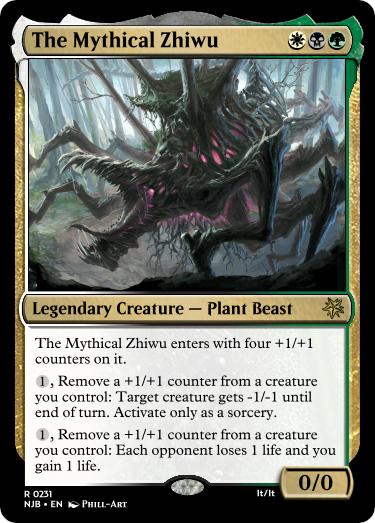 The Mythical Zhiwu
Legendary Creature — Plant Beast
The Mythical Zhiwu enters with four +1/+1
counters on it.
1, Remove a +1/+1 counter from a creature
you control: Target creature gets -1/-1 until
end of turn. Activate only as a sorcery.
1, Remove a +1/+1 counter from a creature
you control: Each opponent loses 1 life and you
gain 1 life.
0/0
R 0231 It/It
NJB • EN Phill-Art